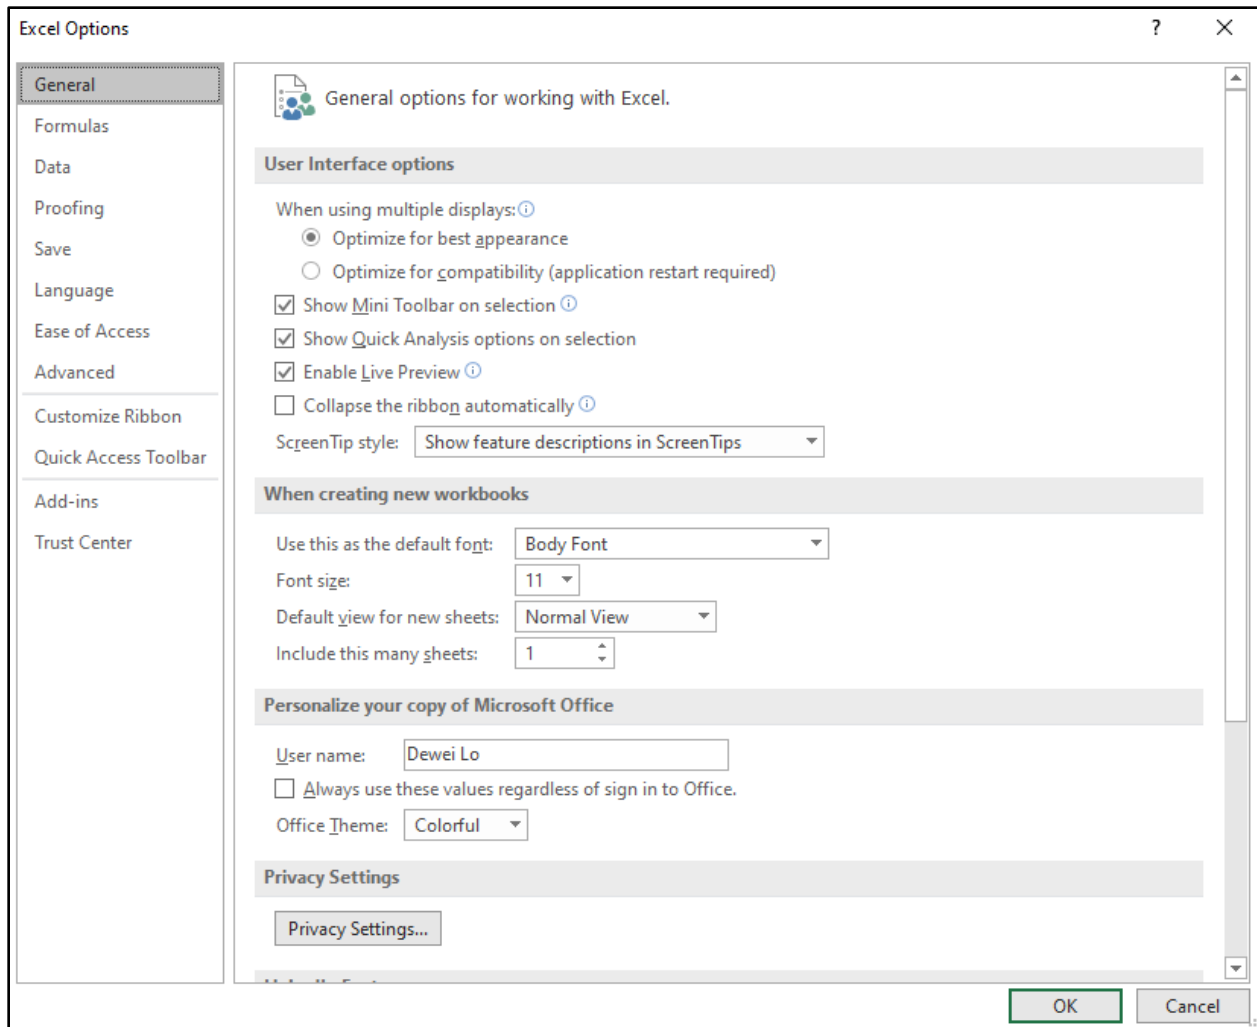 Excel Options
?
General
Formulas
Data
Proofing
Save
Language
Ease of Access
Advanced
Customize Ribbon
Quick Access Toolbar
Add-ins
Trust Center
General options for working with Excel.
User Interface options
When using multiple displays:
Optimize for best appearance
Optimize for compatibility (application restart required)
Show Mini Toolbar on selection
Show Quick Analysis options on selection
Enable Live Preview
Collapse the ribbon automatically
ScreenTip style: Show feature descriptions in ScreenTips
When creating new workbooks
Use this as the default font: Body Font
Font size: 11
Default view for new sheets: Normal View
Include this many sheets: 1
Personalize your copy of Microsoft Office
User name: Dewei Lo
Always use these values regardless of sign in to Office.
Office Theme: Colorful
Privacy Settings
Privacy Settings...
OK Cancel